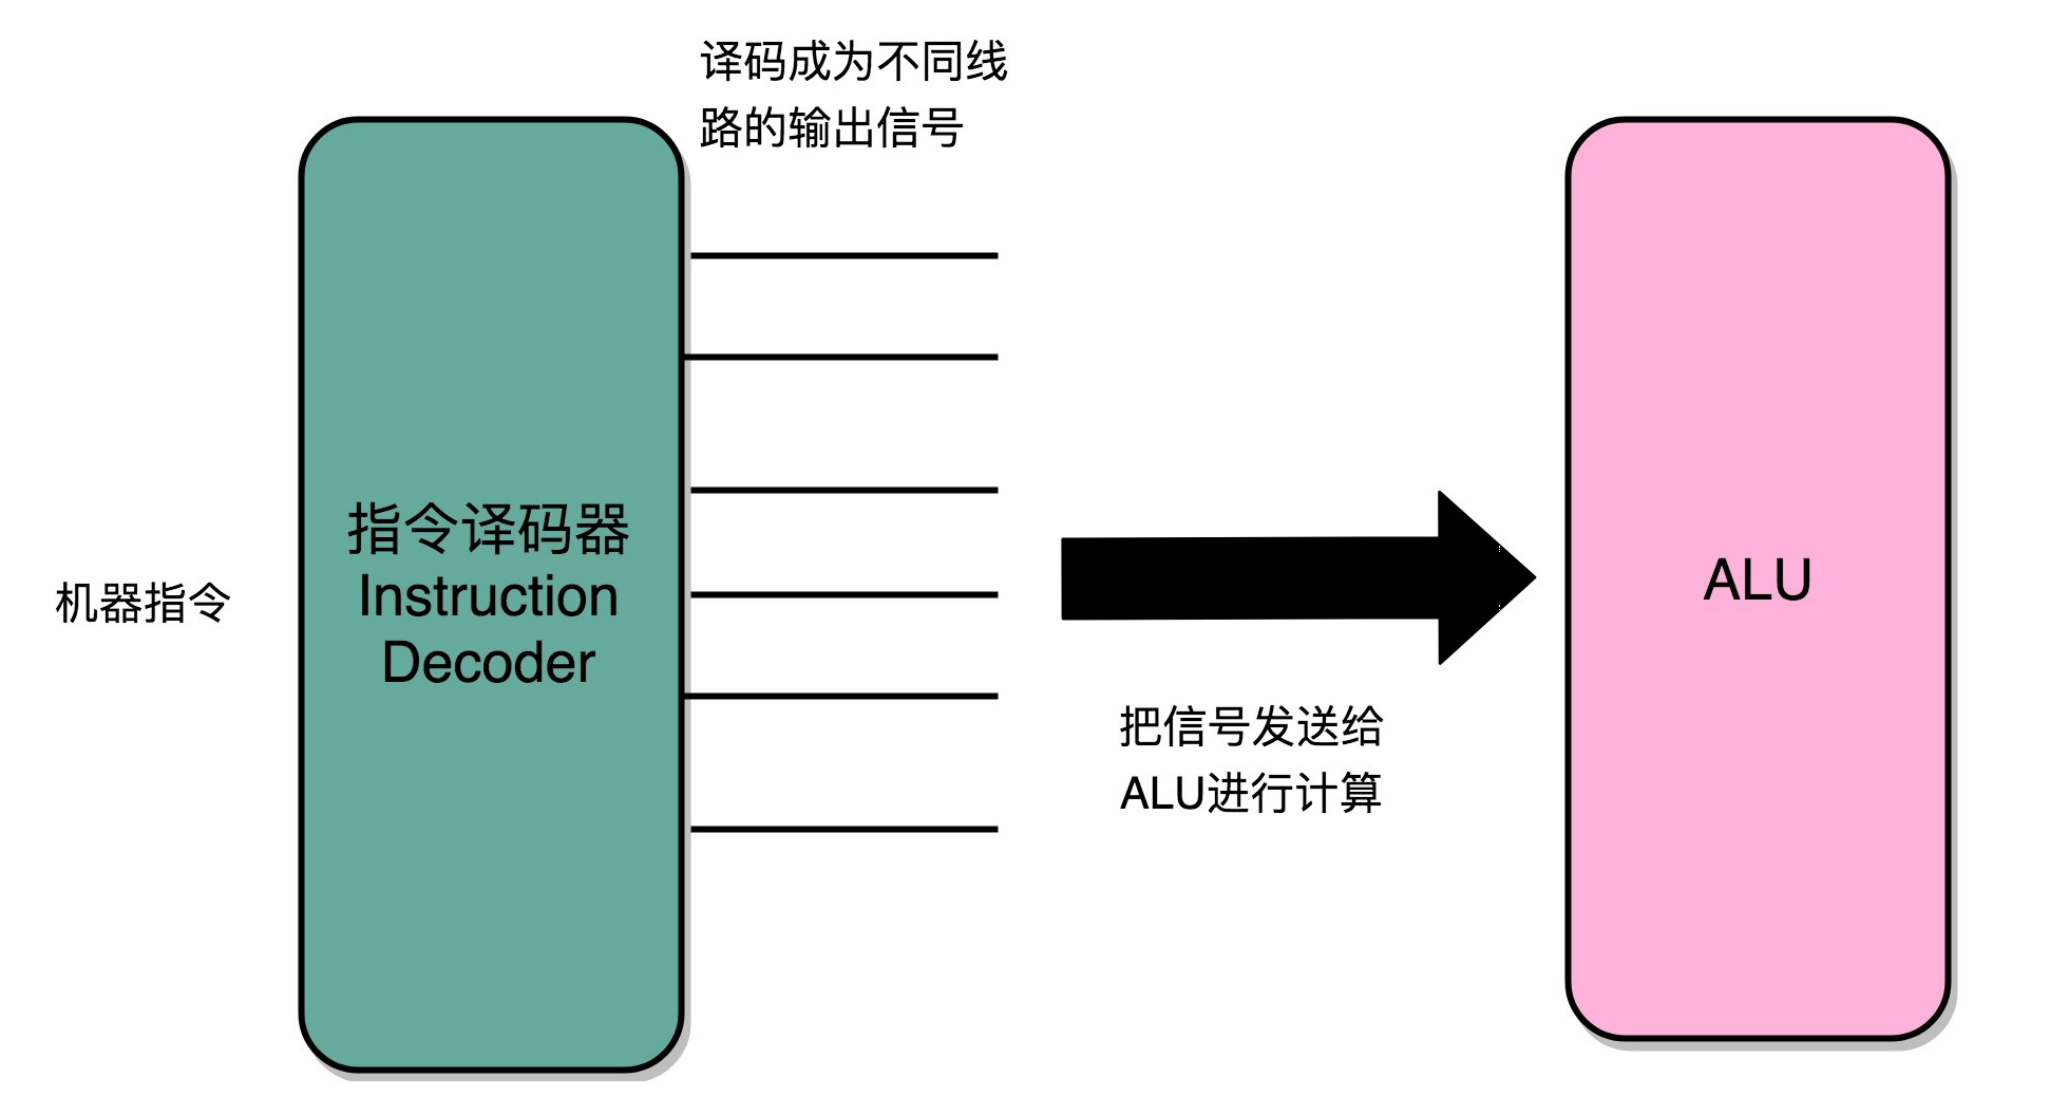 译码成为不同线
路的输出信号
机器指令
指令译码器
Instruction
Decoder
把信号发送给
ALU进行计算
ALU